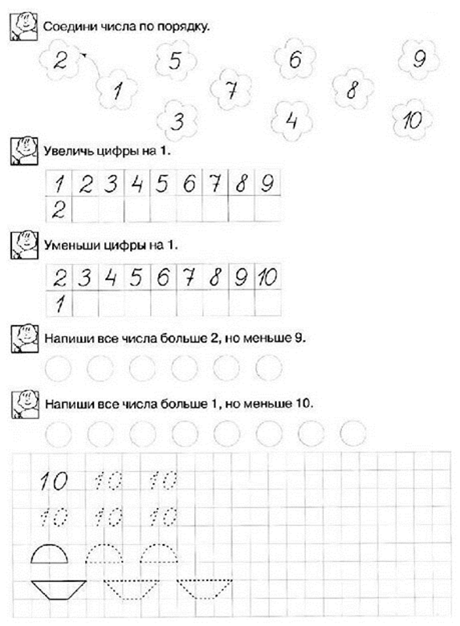 Соедини числа по порядку.
2 5 6 9
1 7 8
3 4 10
Увеличь цифры на 1.
1 2 3 4 5 6 7 8 9
2
Уменьши цифры на 1.
2 3 4 5 6 7 8 9 10
1
Напиши все числа больше 2, но меньше 9.
Напиши все числа больше 1, но меньше 10.
10 10 10
10 10 10